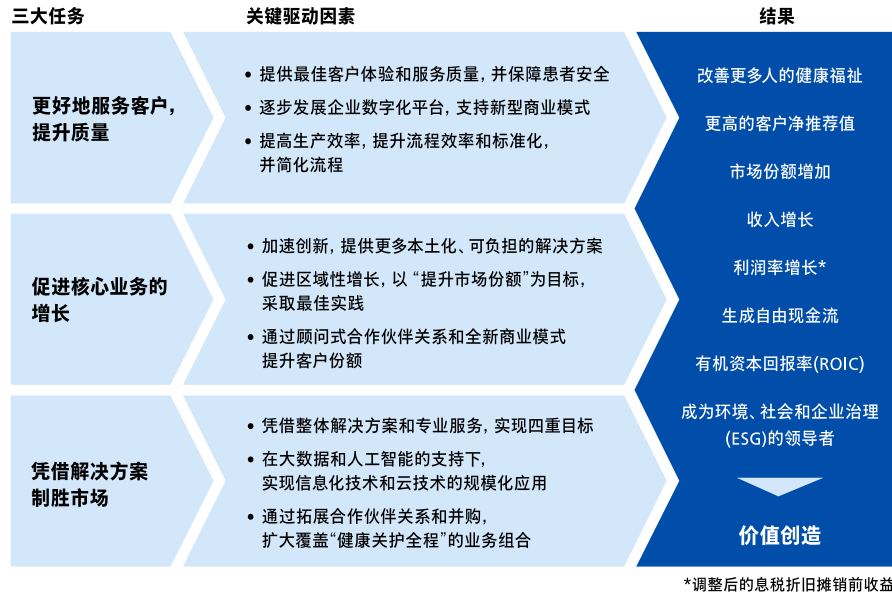 三大任务
关键驱动因素
结果
更好地服务客户，
提升质量
• 提供最佳客户体验和服务质量，并保障患者安全
• 逐步发展企业数字化平台，支持新型商业模式
• 提高生产效率，提升流程效率和标准化，
并简化流程
促进核心业务的
增长
• 加速创新，提供更多本土化、可负担的解决方案
• 促进区域性增长，以“提升市场份额”为目标，
采取最佳实践
• 通过顾问式合作伙伴关系和全新商业模式
提升客户份额
凭借解决方案
制胜市场
• 凭借整体解决方案和专业服务，实现四重目标
• 在大数据和人工智能的支持下，
实现信息化技术和云技术的规模化应用
• 通过拓展合作伙伴关系和并购，
扩大覆盖“健康关护全程”的业务组合
改善更多人的健康福祉
更高的客户净推荐值
市场份额增加
收入增长
利润率增长*
生成自由现金流
有机资本回报率(ROIC)
成为环境、社会和企业治理
(ESG)的领导者
价值创造
*调整后的息税折旧摊销前收益